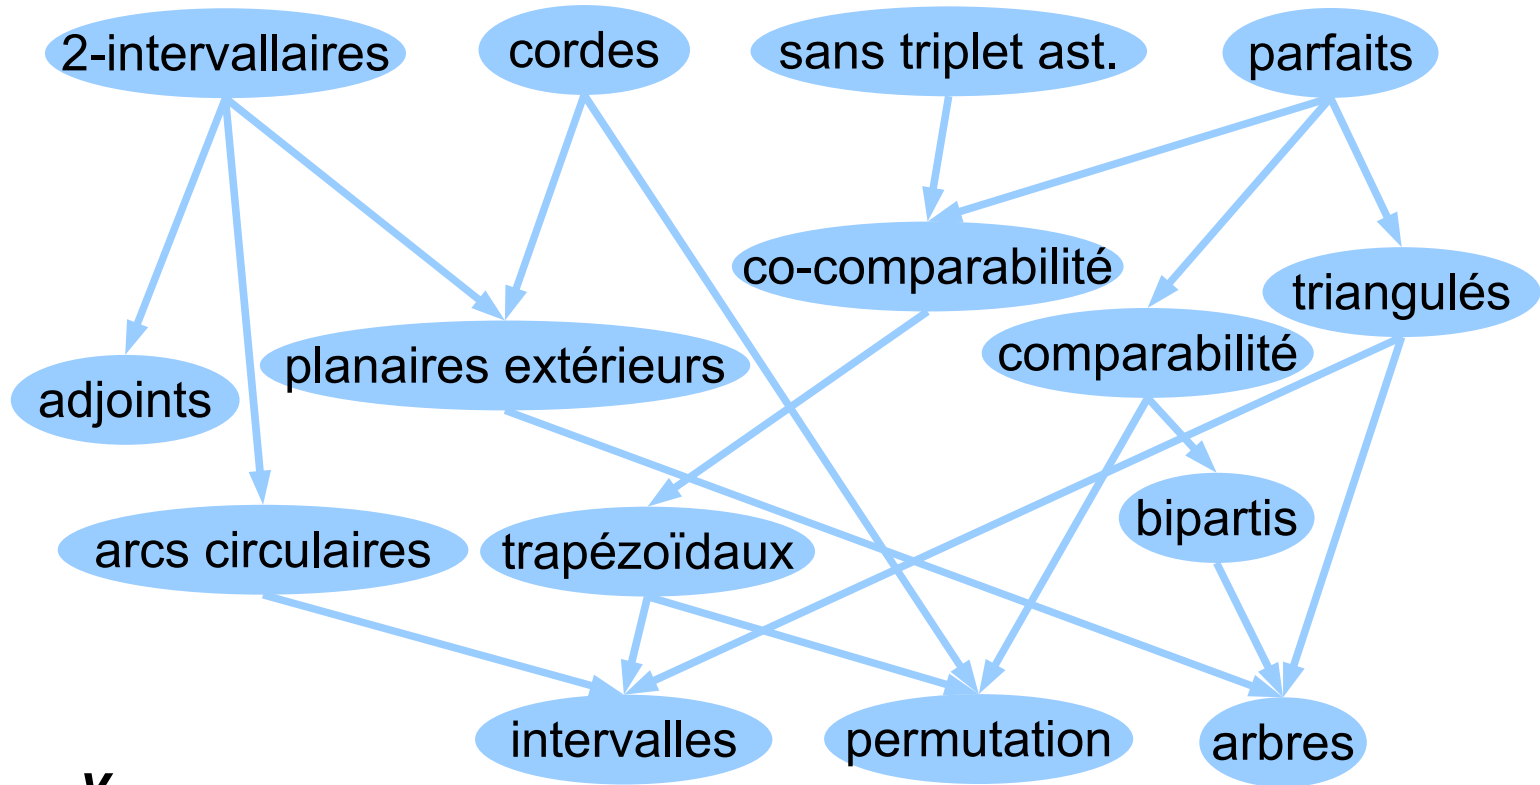 2-intervallaires
cordes
sans triplet ast.
parfaits
co-comparabilité
triangulés
comparabilité
planaires extérieurs
adjoints
bipartis
arcs circulaires
trapézoïdaux
intervalles
permutation
arbres